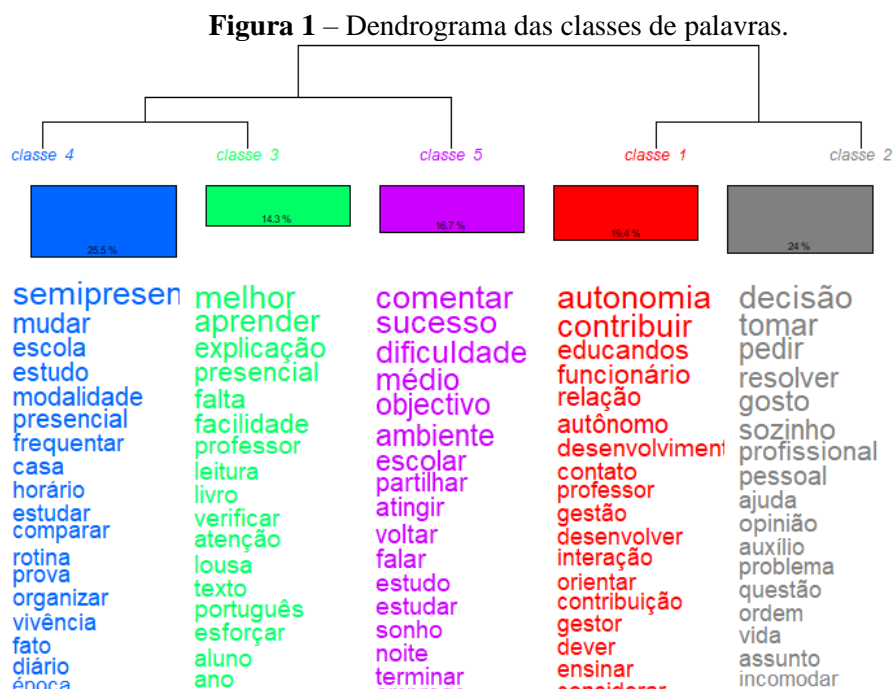 Figura 1 – Dendrograma das classes de palavras.
classe 4
classe 3
classe 5
classe 1
classe 2
25.5 %
14.3 %
16.7 %
19.4 %
24 %
semipresen
mudar
escola
estudo
modalidade
presencial
frequentar
casa
horário
estudar
comparar
rotina
prova
organizar
vivência
fato
diário
época
melhor
aprender
explicação
presencial
falta
facilidade
professor
leitura
livro
verificar
atenção
lousa
texto
português
esforçar
aluno
ano
comentar
sucesso
dificuldade
médio
objectivo
ambiente
escolar
partilhar
atingir
voltar
falar
estudo
estudar
sonho
noite
terminar
autonomia
contribuir
educandos
funcionário
relação
autônomo
desenvolviment
contato
professor
gestão
desenvolver
interação
orientar
contribuição
gestor
dever
ensinar
considerar
decisão
tomar
pedir
resolver
gosto
sozinho
profissional
pessoal
ajuda
opinião
auxílio
problema
questão
ordem
vida
assunto
incomodar